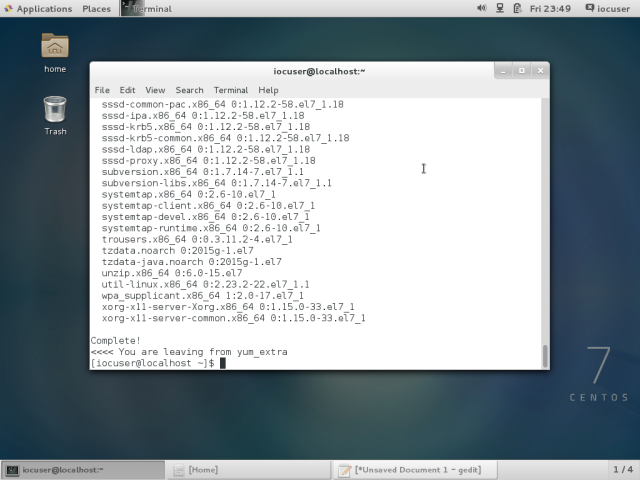 Applications Places Terminal Fri 23:49 iocuser
home
Trash
iocuser@localhost:~
File Edit View Search Terminal Help
sssd-common-pac.x86_64 0:1.12.2-58.el7_1.18
sssd-ipa.x86_64 0:1.12.2-58.el7_1.18
sssd-krb5.x86_64 0:1.12.2-58.el7_1.18
sssd-krb5-common.x86_64 0:1.12.2-58.el7_1.18
sssd-ldap.x86_64 0:1.12.2-58.el7_1.18
sssd-proxy.x86_64 0:1.12.2-58.el7_1.18
subversion.x86_64 0:1.7.14-7.el7_1.1
subversion-libs.x86_64 0:1.7.14-7.el7_1.1
systemtap.x86_64 0:2.6-10.el7_1
systemtap-client.x86_64 0:2.6-10.el7_1
systemtap-devel.x86_64 0:2.6-10.el7_1
systemtap-runtime.x86_64 0:2.6-10.el7_1
trousers.x86_64 0:0.3.11.2-4.el7_1
tzdata.noarch 0:2015g-1.el7
tzdata-java.noarch 0:2015g-1.el7
unzip.x86_64 0:6.0-15.el7
util-linux.x86_64 0:2.23.2-22.el7_1.1
wpa_supplicant.x86_64 1:2.0-17.el7_1
xorg-x11-server-Xorg.x86_64 0:1.15.0-33.el7_1
xorg-x11-server-common.x86_64 0:1.15.0-33.el7_1
Complete!
<<<< You are leaving from yum_extra
[iocuser@localhost ~]$
7
CENTOS
iocuser@localhost:~ [Home] [*Unsaved Document 1 - gedit] 1 / 4